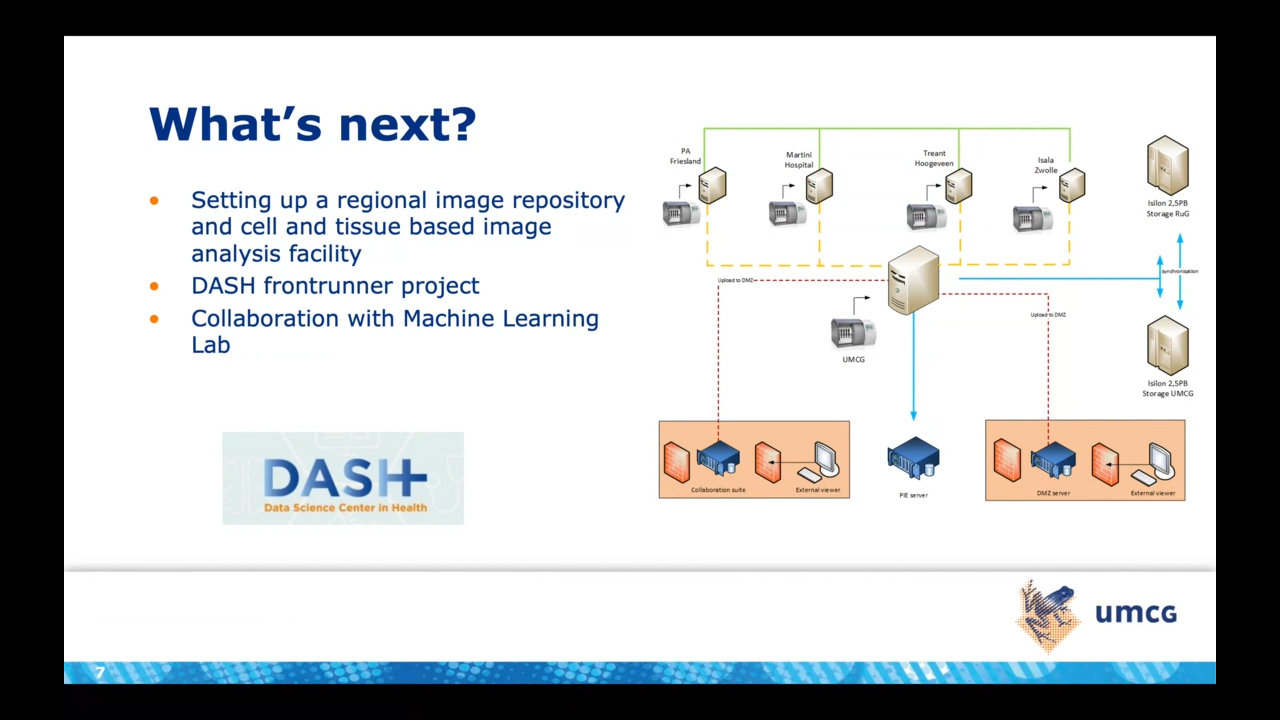 What's next?
Setting up a regional image repository
and cell and tissue based image
analysis facility
DASH frontrunner project
Collaboration with Machine Learning
Lab
DASH
Data Science Center in Health
PA
Friesland
Martini
Hospital
Treant
Hoogeveen
Isala
Zwolle
Isilon 2,5PB
Storage RuG
synchronization
Upload to DMZ
Upload to DMZ
UMCG
Isilon 2,5PB
Storage UMCG
Collaboration suite
External viewer
PIE server
DMZ server
External viewer
umcg
7